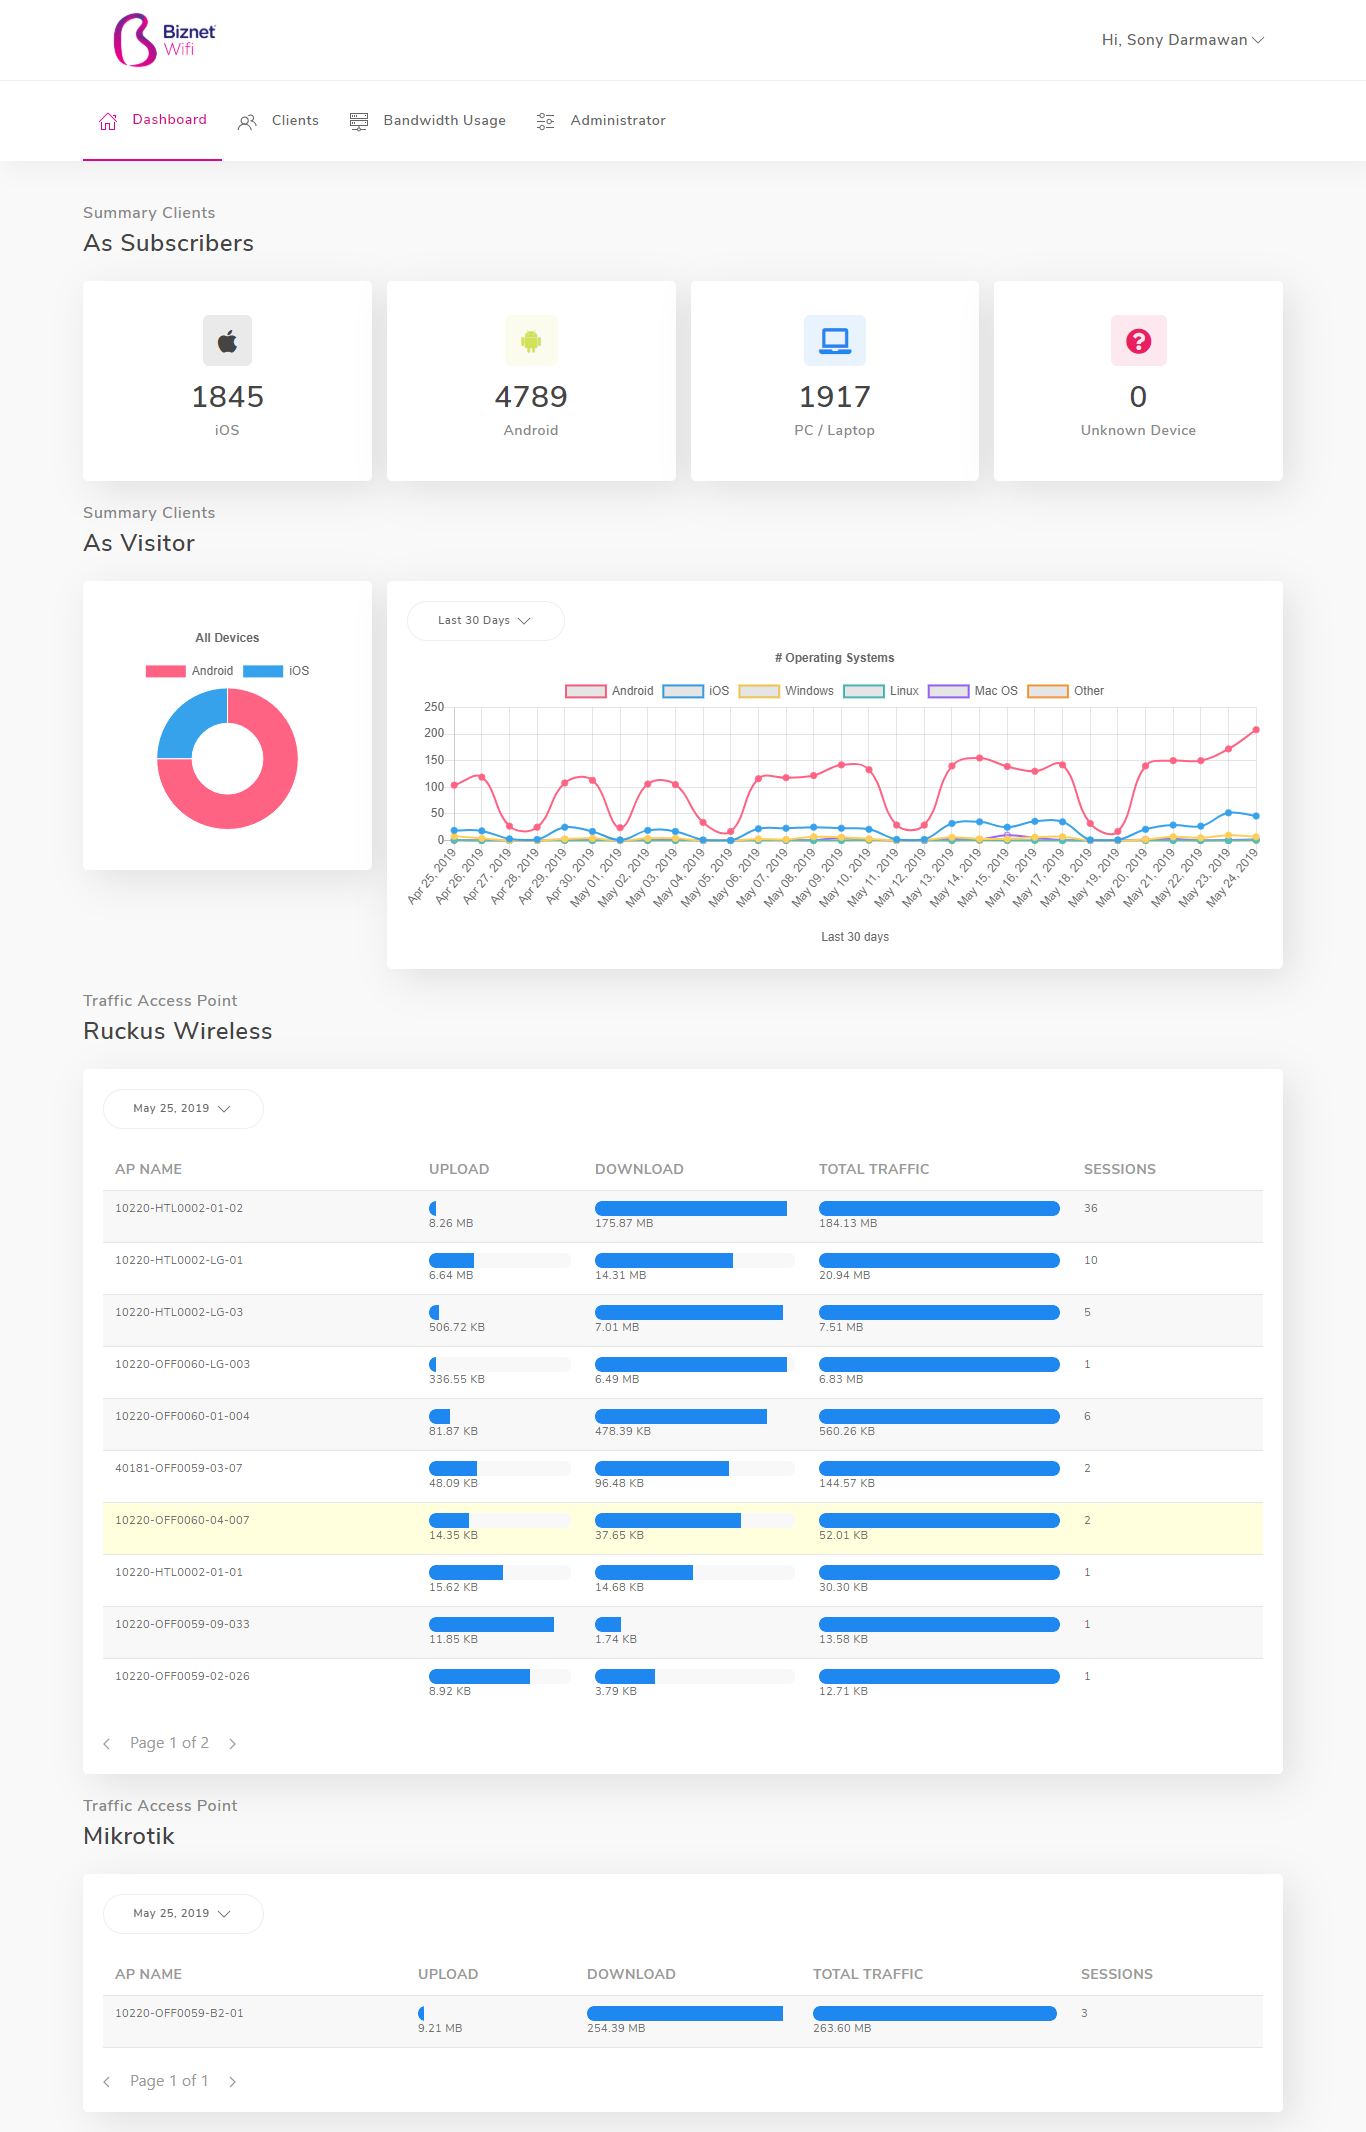 Biznet
Wifi
Hi, Sony Darmawan
Dashboard
Clients
Bandwidth Usage
Administrator
Summary Clients
As Subscribers
1845
iOS
4789
Android
1917
PC / Laptop
0
Unknown Device
Summary Clients
As Visitor
All Devices
Android iOS
Last 30 Days
# Operating Systems
Android iOS Windows Linux Mac OS Other
250
200
150
100
50
0
Apr 25, 2019
Apr 26, 2019
Apr 27, 2019
Apr 28, 2019
Apr 29, 2019
Apr 30, 2019
May 01, 2019
May 02, 2019
May 03, 2019
May 04, 2019
May 05, 2019
May 06, 2019
May 07, 2019
May 08, 2019
May 09, 2019
May 10, 2019
May 11, 2019
May 12, 2019
May 13, 2019
May 14, 2019
May 15, 2019
May 16, 2019
May 17, 2019
May 18, 2019
May 19, 2019
May 20, 2019
May 21, 2019
May 22, 2019
May 23, 2019
May 24, 2019
Last 30 days
Traffic Access Point
Ruckus Wireless
May 25, 2019
AP NAME UPLOAD DOWNLOAD TOTAL TRAFFIC SESSIONS
10220-HTL0002-01-02 36
8.26 MB 175.87 MB 184.13 MB
10220-HTL0002-LG-01 10
6.64 MB 14.31 MB 20.94 MB
10220-HTL0002-LG-03 5
506.72 KB 7.01 MB 7.51 MB
10220-OFF0060-LG-003 1
336.55 KB 6.49 MB 6.83 MB
10220-OFF0060-01-004 6
81.87 KB 478.39 KB 560.26 KB
40181-OFF0059-03-07 2
48.09 KB 96.48 KB 144.57 KB
10220-OFF0060-04-007 2
14.35 KB 37.65 KB 52.01 KB
10220-HTL0002-01-01 1
15.62 KB 14.68 KB 30.30 KB
10220-OFF0059-09-033 1
11.85 KB 1.74 KB 13.58 KB
10220-OFF0059-02-026 1
8.92 KB 3.79 KB 12.71 KB
Page 1 of 2
Traffic Access Point
Mikrotik
May 25, 2019
AP NAME UPLOAD DOWNLOAD TOTAL TRAFFIC SESSIONS
10220-OFF0059-B2-01 3
9.21 MB 254.39 MB 263.60 MB
Page 1 of 1